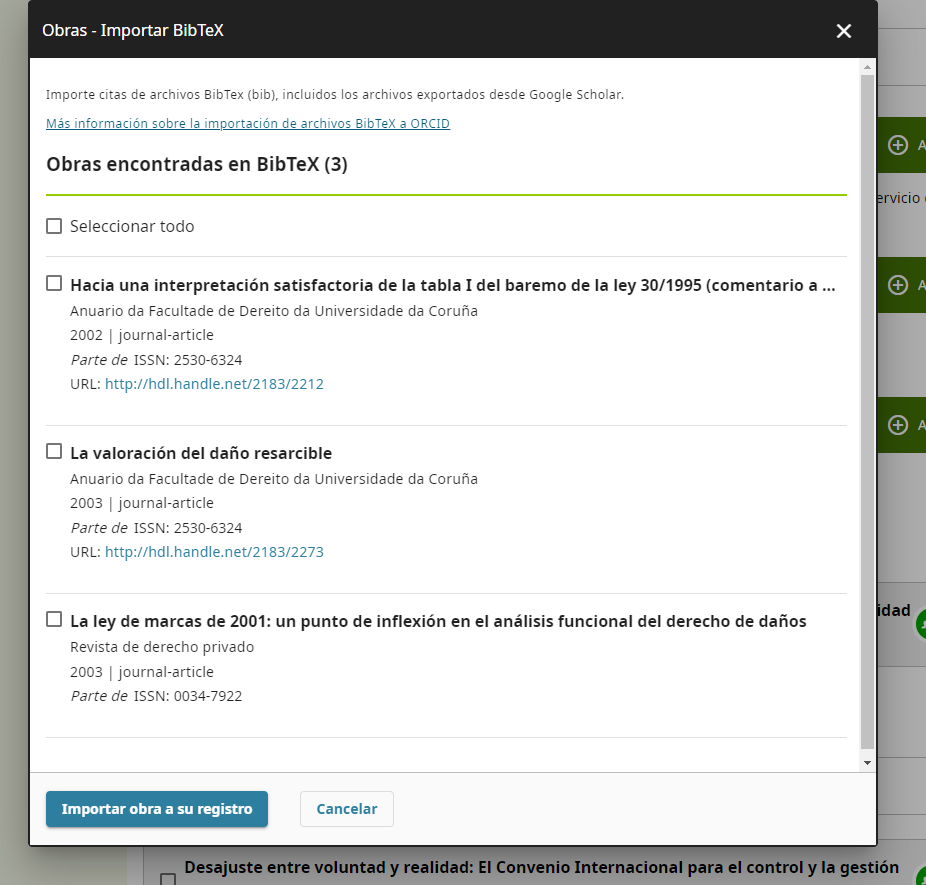 Obras - Importar BibTeX
Importe citas de archivos BibTex (bib), incluidos los archivos exportados desde Google Scholar.
Más información sobre la importación de archivos BibTeX a ORCID
Obras encontradas en BibTeX (3)
Seleccionar todo
Hacia una interpretación satisfactoria de la tabla I del baremo de la ley 30/1995 (comentario a ...
Anuario da Facultade de Dereito da Universidade da Coruña
2002 | journal-article
Parte de ISSN: 2530-6324
URL: http://hdl.handle.net/2183/2212
La valoración del daño resarcible
Anuario da Facultade de Dereito da Universidade da Coruña
2003 | journal-article
Parte de ISSN: 2530-6324
URL: http://hdl.handle.net/2183/2273
La ley de marcas de 2001: un punto de inflexión en el análisis funcional del derecho de daños
Revista de derecho privado
2003 | journal-article
Parte de ISSN: 0034-7922
Importar obra a su registro
Cancelar
A
ervicio
A
A
idad
Desajuste entre voluntad y realidad: El Convenio Internacional para el control y la gestión